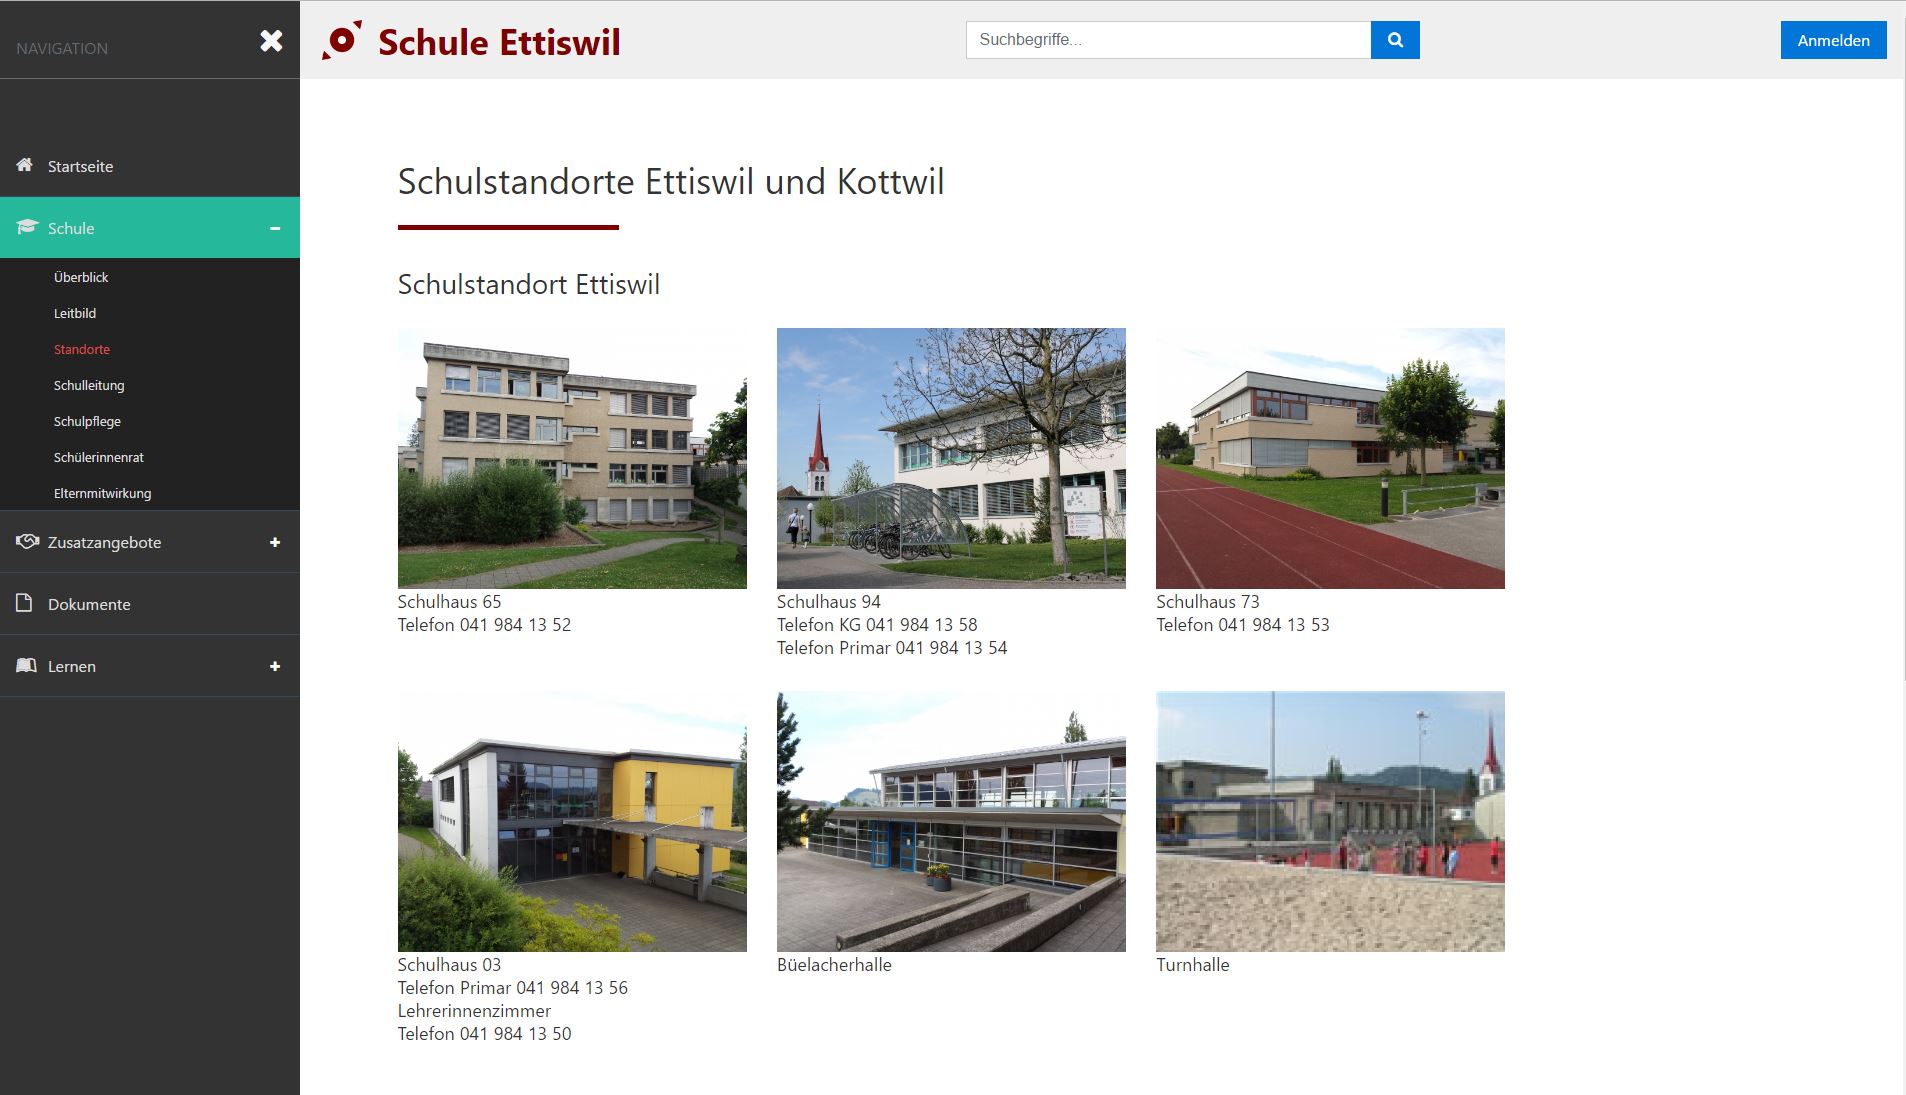 NAVIGATION
Startseite
Schule
Überblick
Leitbild
Standorte
Schulleitung
Schulpflege
Schülerinnenrat
Elternmitwirkung
Zusatzangebote
Dokumente
Lernen
Schule Ettiswil
Suchbegriffe...
Anmelden
Schulstandorte Ettiswil und Kottwil
Schulstandort Ettiswil
Schulhaus 65
Telefon 041 984 13 52
Schulhaus 94
Telefon KG 041 984 13 58
Telefon Primar 041 984 13 54
Schulhaus 73
Telefon 041 984 13 53
Schulhaus 03
Telefon Primar 041 984 13 56
Lehrerinnenzimmer
Telefon 041 984 13 50
Büelacherhalle
Turnhalle